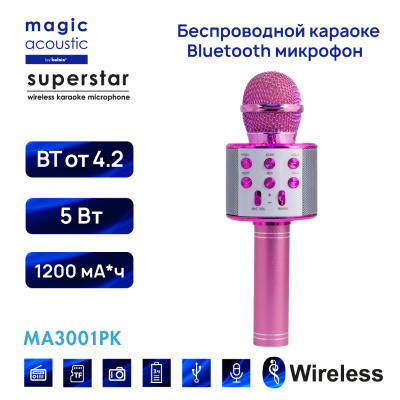 magic
acoustic
by kelsis®
superstar
wireless karaoke microphone
Беспроводной караоке
Bluetooth микрофон
BT от 4.2
5 Вт
1200 мА*ч
MA3001PK
TF
Wireless